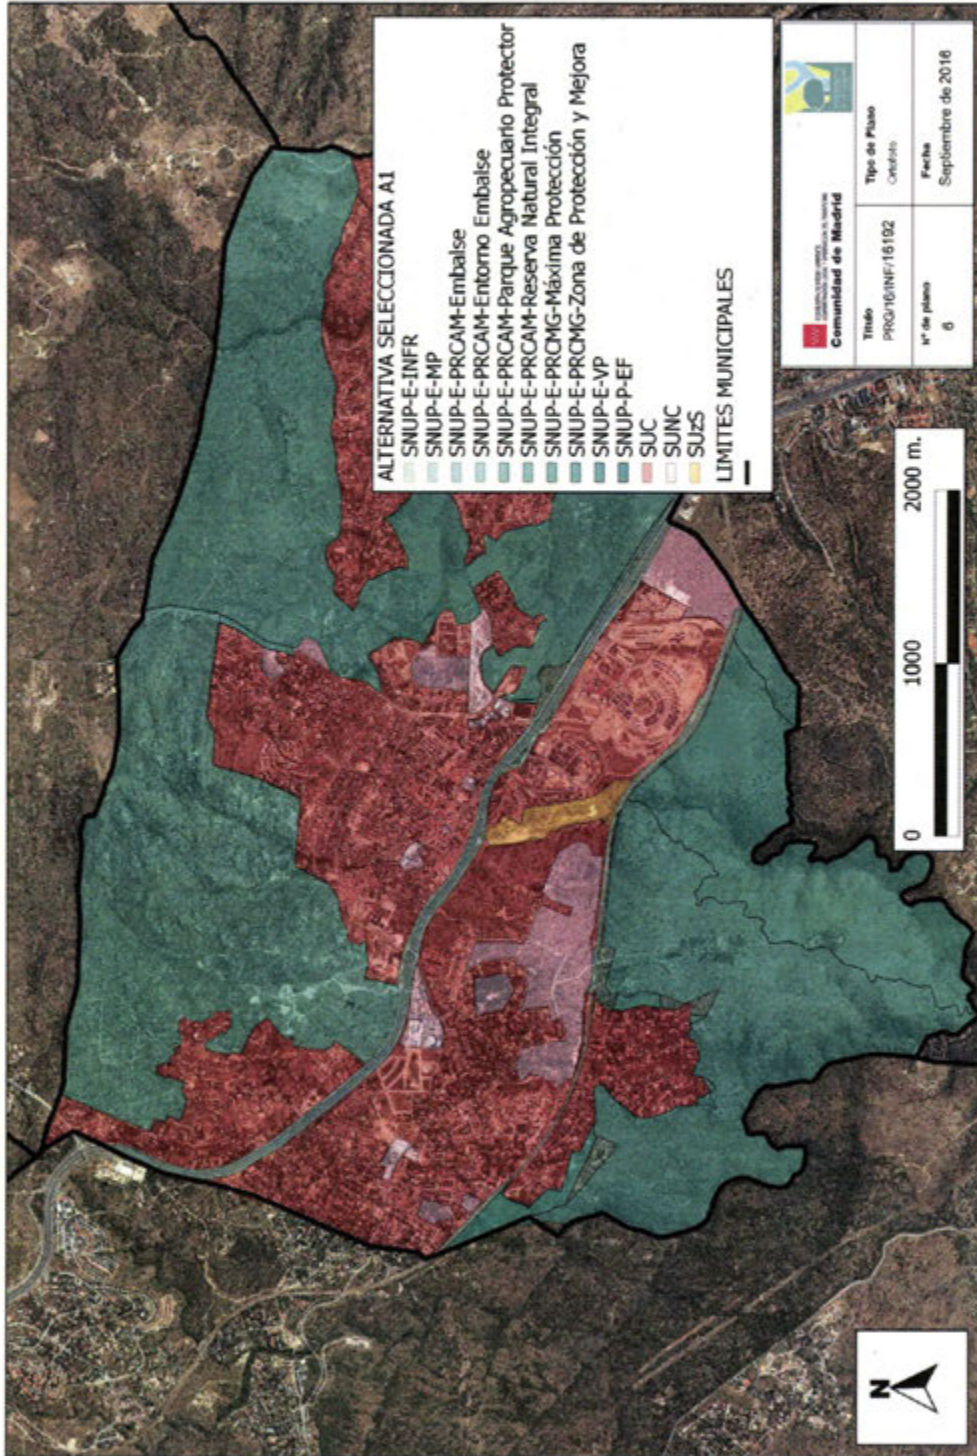 ALTERNATIVA SELECCIONADA A1
SNUP-E-INFR
SNUP-E-MP
SNUP-E-PRCAM-Embalse
SNUP-E-PRCAM-Entorno Embalse
SNUP-E-PRCAM-Parque Agropecuario Protector
SNUP-E-PRCAM-Reserva Natural Integral
SNUP-E-PRCMG-Máxima Protección
SNUP-E-PRCMG-Zona de Protección y Mejora
SNUP-E-VP
SNUP-P-EF
SUC
SUNC
SUzS
LIMITES MUNICIPALES
N
0 1000 2000 m.
Comunidad de Madrid
Título
PRG/16/INF/16192
Tipo de Plano
Ortofoto
Nº de plano
6
Fecha
Septiembre de 2016